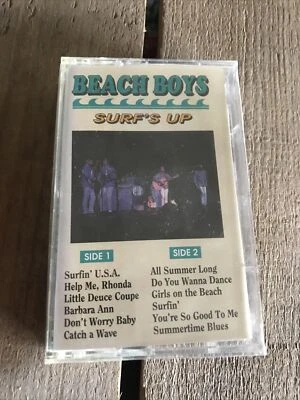 BEACH BOYS
SURF'S UP
SIDE 1
Surfin' U.S.A.
Help Me, Rhonda
Little Deuce Coupe
Barbara Ann
Don't Worry Baby
Catch a Wave
SIDE 2
All Summer Long
Do You Wanna Dance
Girls on the Beach
Surfin'
You're So Good To Me
Summertime Blues